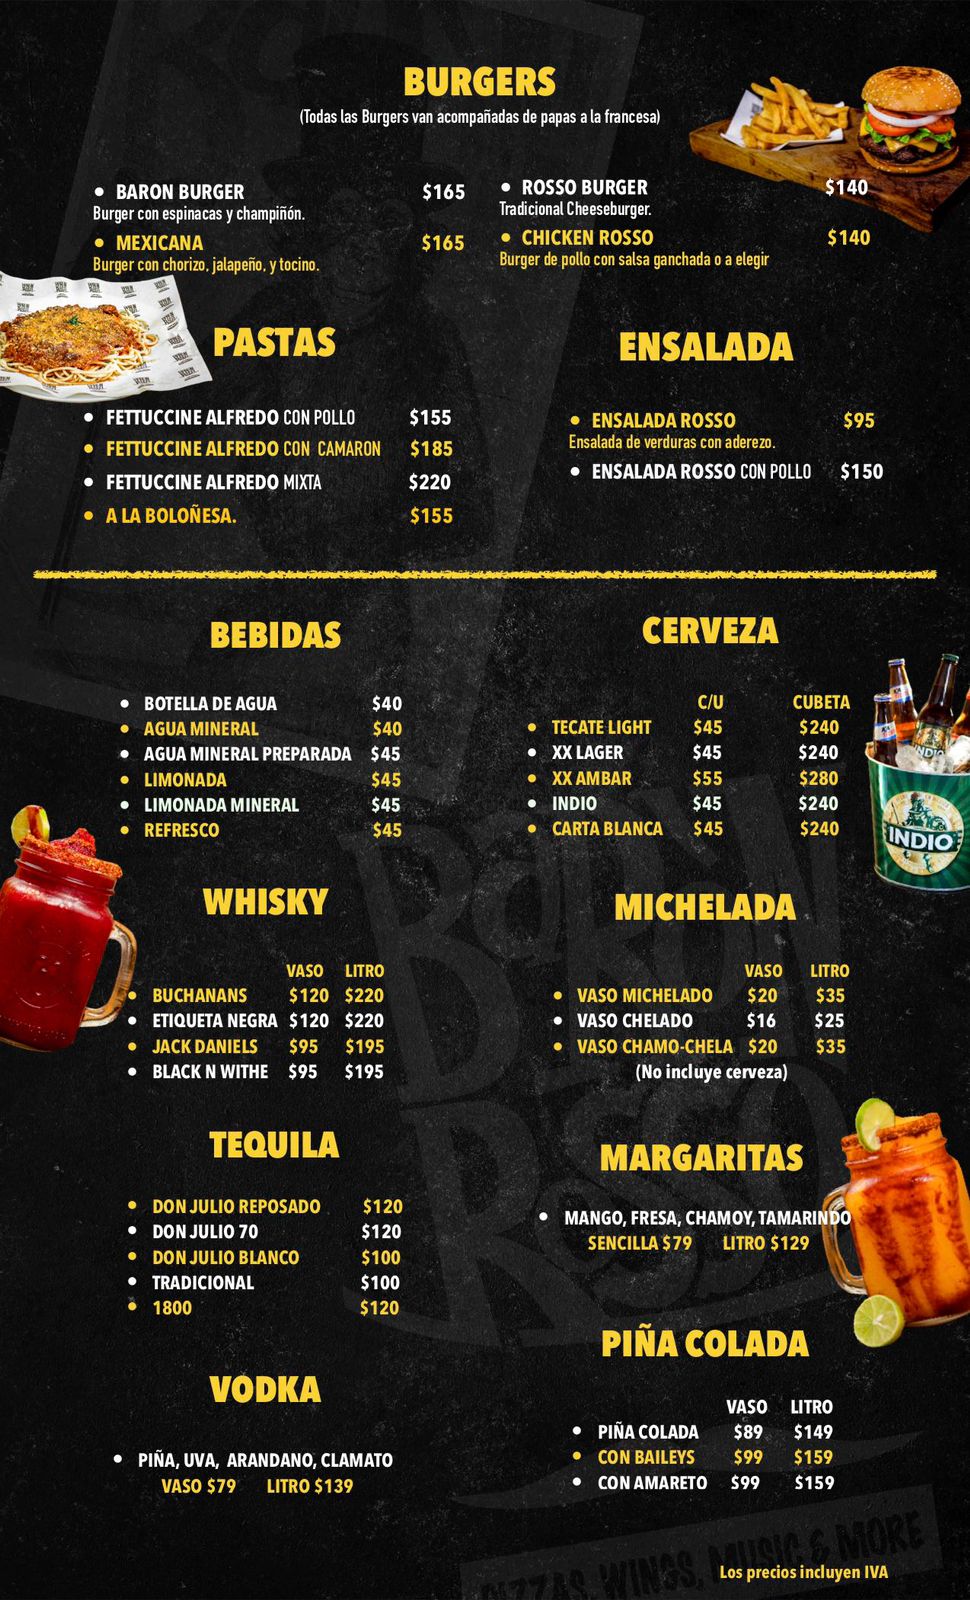 BURGERS
(Todas las Burgers van acompañadas de papas a la francesa)
• BARON BURGER $165
Burger con espinacas y champiñón.
• MEXICANA $165
Burger con chorizo, jalapeño, y tocino.
• ROSSO BURGER $140
Tradicional Cheeseburger.
• CHICKEN ROSSO $140
Burger de pollo con salsa ganchada o a elegir
PASTAS
• FETTUCCINE ALFREDO CON POLLO $155
• FETTUCCINE ALFREDO CON CAMARON $185
• FETTUCCINE ALFREDO MIXTA $220
• A LA BOLOÑESA. $155
ENSALADA
• ENSALADA ROSSO $95
Ensalada de verduras con aderezo.
• ENSALADA ROSSO CON POLLO $150
BEBIDAS
• BOTELLA DE AGUA $40
• AGUA MINERAL $40
• AGUA MINERAL PREPARADA $45
• LIMONADA $45
• LIMONADA MINERAL $45
• REFRESCO $45
CERVEZA
C/U CUBETA
• TECATE LIGHT $45 $240
• XX LAGER $45 $240
• XX AMBAR $55 $280
• INDIO $45 $240
• CARTA BLANCA $45 $240
INDIO
INDIO
WHISKY
VASO LITRO
• BUCHANANS $120 $220
• ETIQUETA NEGRA $120 $220
• JACK DANIELS $95 $195
• BLACK N WITHE $95 $195
MICHELADA
VASO LITRO
• VASO MICHELADO $20 $35
• VASO CHELADO $16 $25
• VASO CHAMO-CHELA $20 $35
(No incluye cerveza)
TEQUILA
• DON JULIO REPOSADO $120
• DON JULIO 70 $120
• DON JULIO BLANCO $100
• TRADICIONAL $100
• 1800 $120
MARGARITAS
• MANGO, FRESA, CHAMOY, TAMARINDO
SENCILLA $79 LITRO $129
VODKA
• PIÑA, UVA, ARANDANO, CLAMATO
VASO $79 LITRO $139
PIÑA COLADA
VASO LITRO
• PIÑA COLADA $89 $149
• CON BAILEYS $99 $159
• CON AMARETO $99 $159
BARON
ROSSO
PIZZAS, WINGS, MUSIC & MORE
Los precios incluyen IVA